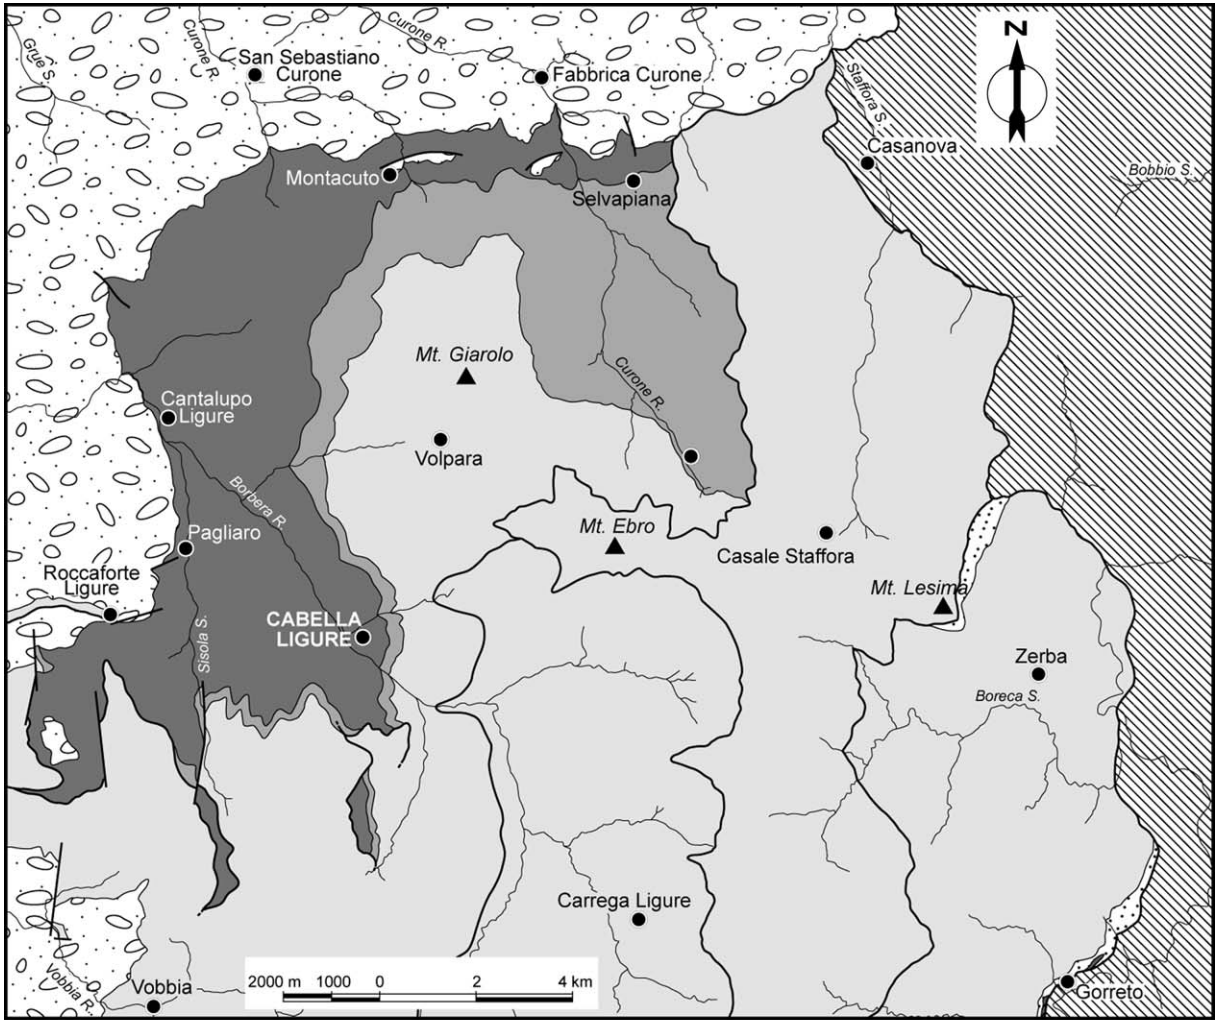 N
Grue S.
Curone R.
Curone R.
San Sebastiano
Curone
Fabbrica Curone
Staffora S.
Casanova
Bobbio S.
Montacuto
Selvapiana
Mt. Giarolo
Curone R.
Cantalupo
Ligure
Volpara
Borbera R.
Pagliaro
Mt. Ebro
Casale Staffora
Roccaforte
Ligure
Mt. Lesima
CABELLA
LIGURE
Sisola S.
Zerba
Boreca S.
Carrega Ligure
Vobbia R.
Vobbia
2000 m 1000 0 2 4 km
Gorreto